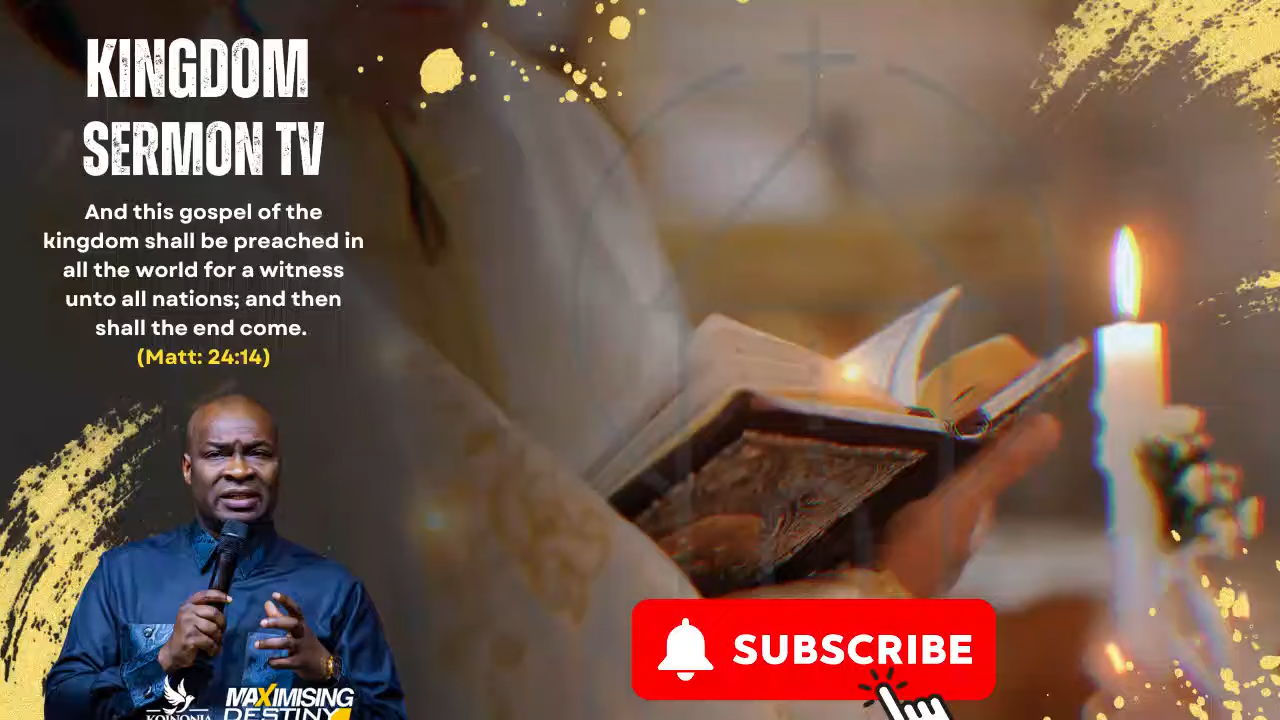 KINGDOM
SERMON TV
And this gospel of the
kingdom shall be preached in
all the world for a witness
unto all nations; and then
shall the end come.
(Matt: 24:14)
KOINONIA
MAXIMISING
DESTINY
SUBSCRIBE